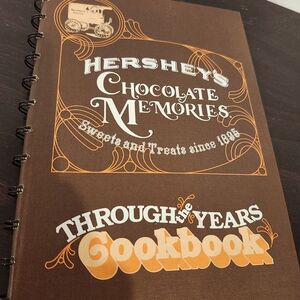 HERSHEY'S
CHOCOLATE
MEMORIES
Sweets and Treats since 1895
THROUGH the YEARS
Cookbook